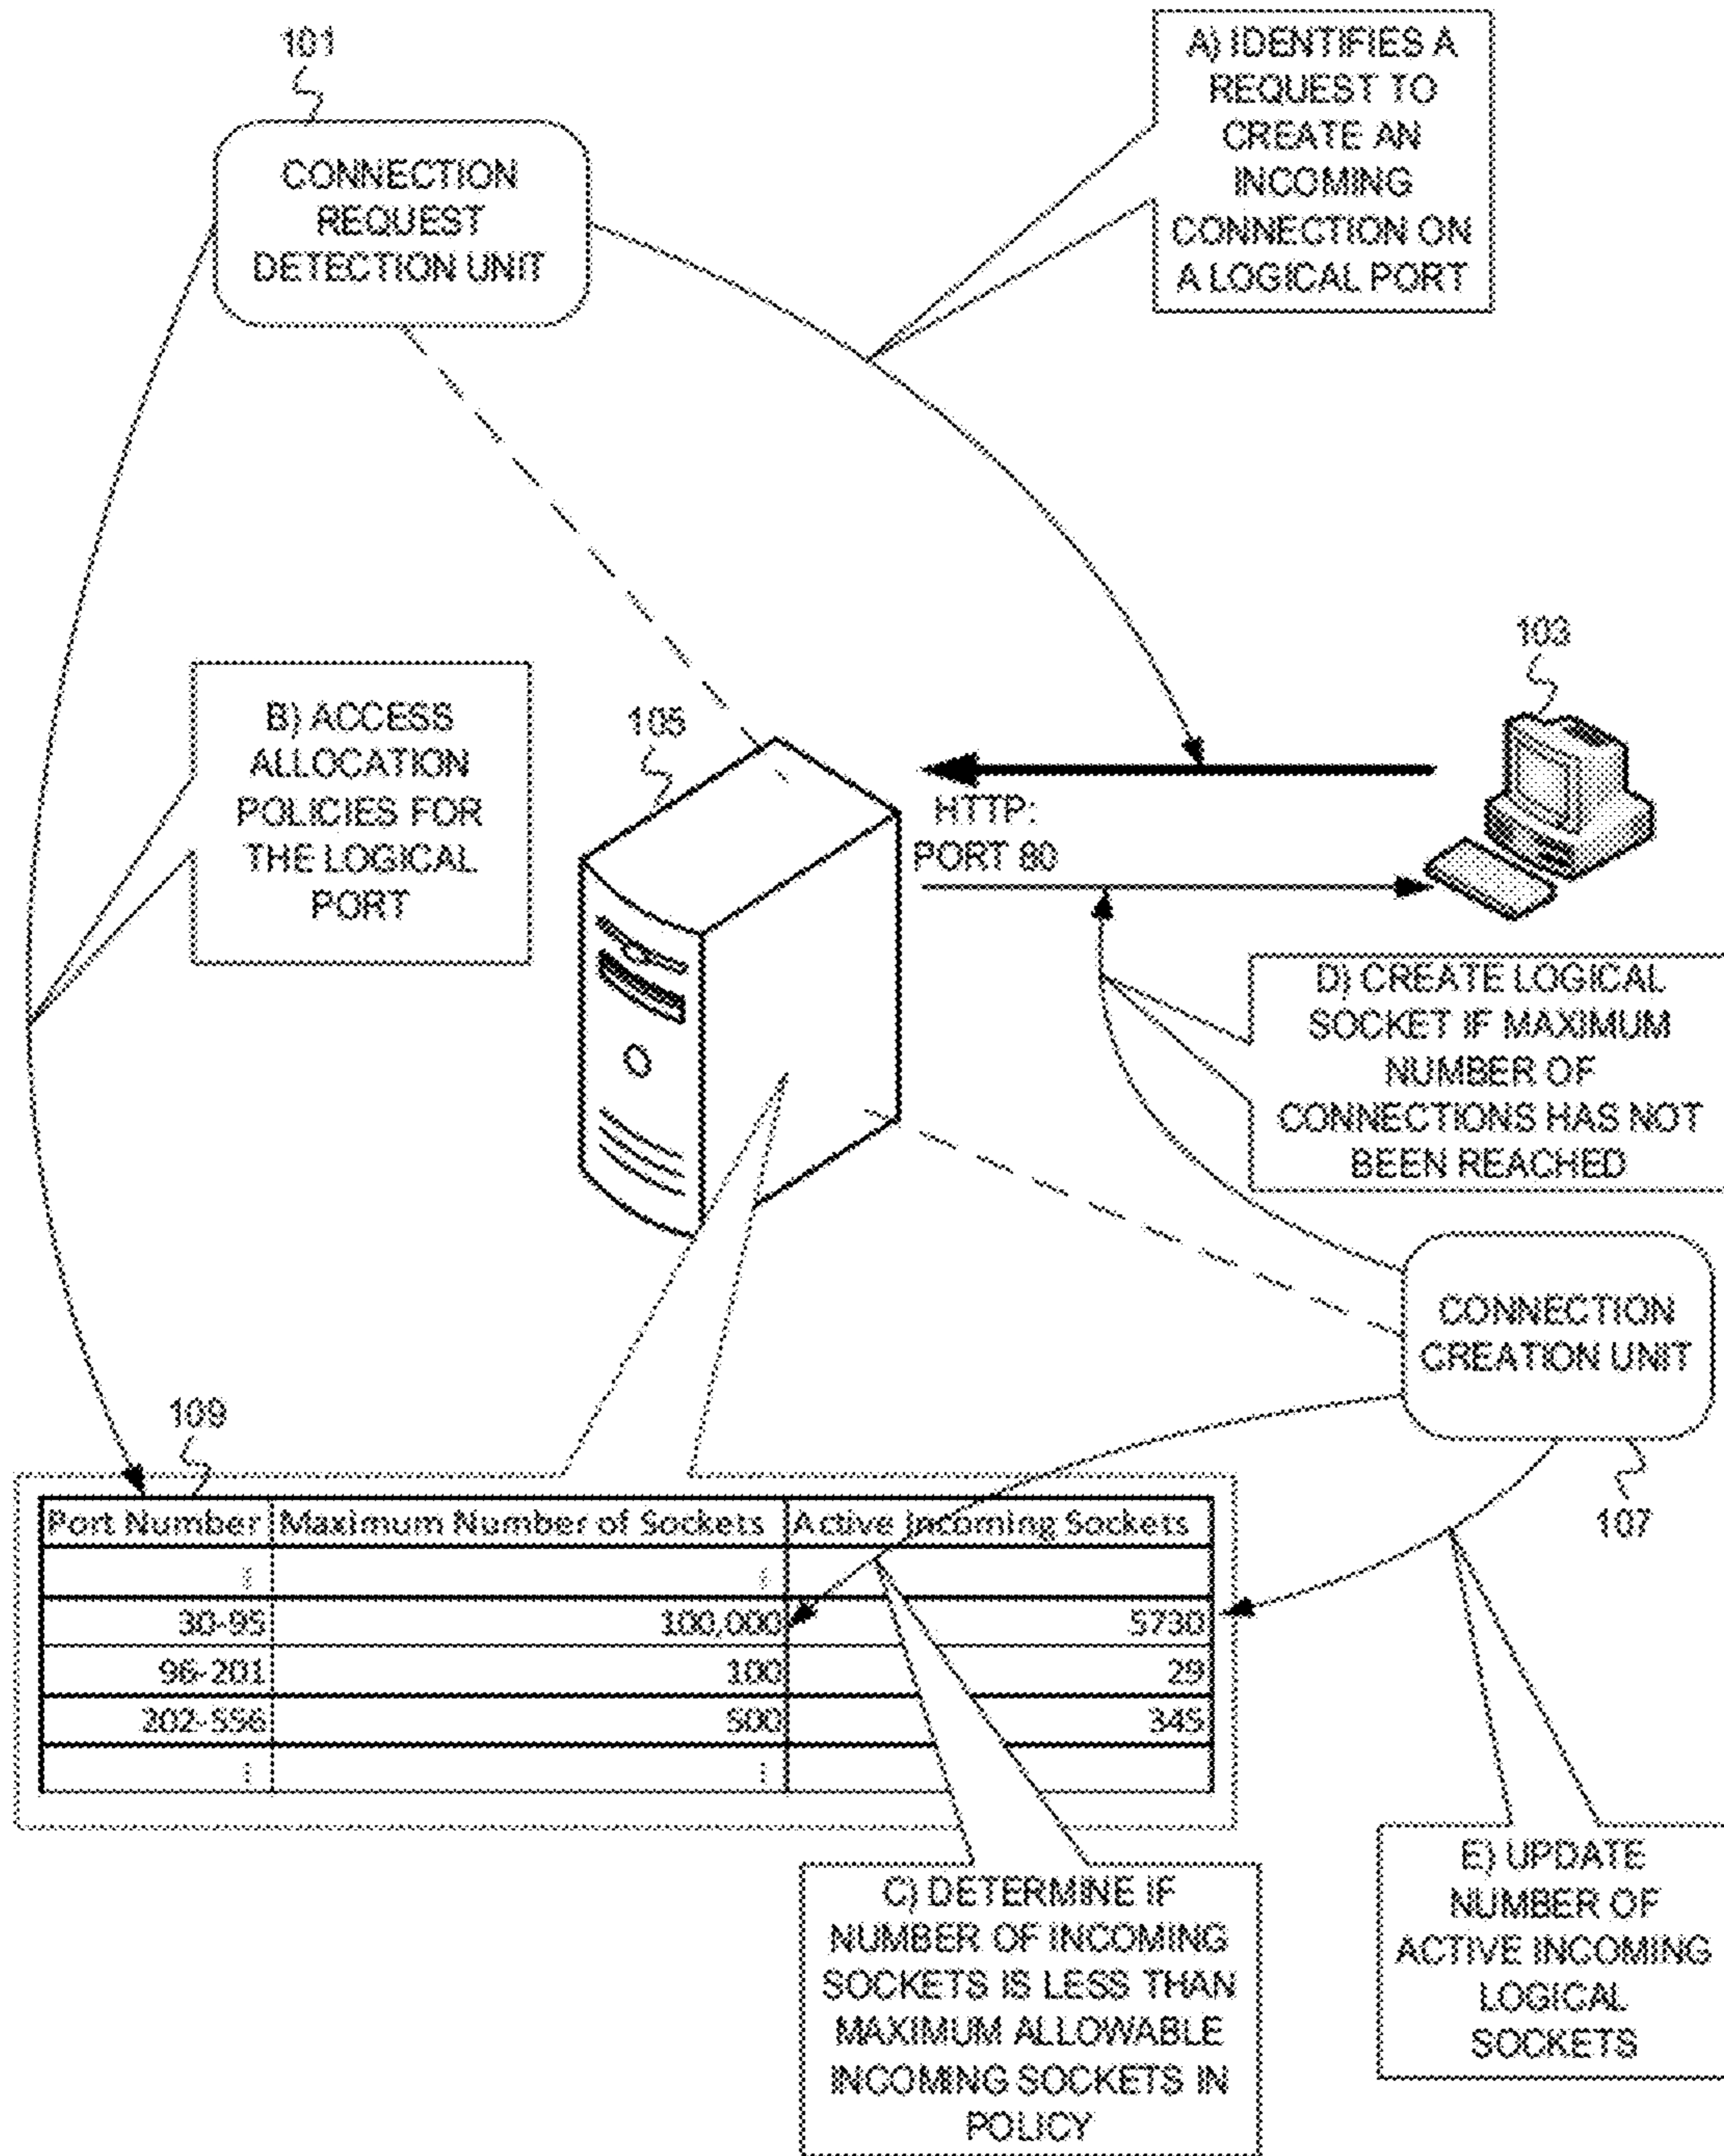 101
A) IDENTIFIES A
REQUEST TO
CREATE AN
INCOMING
CONNECTION ON
A LOGICAL PORT
CONNECTION
REQUEST
DETECTION UNIT
103
B) ACCESS
ALLOCATION
POLICIES FOR
THE LOGICAL
PORT
105
HTTP:
PORT 80
D) CREATE LOGICAL
SOCKET IF MAXIMUM
NUMBER OF
CONNECTIONS HAS NOT
BEEN REACHED
CONNECTION
CREATION UNIT
107
109
Port Number Maximum Number of Sockets Active Incoming Sockets
⋮ ⋮
30-95 100,000 5730
96-201 100 29
202-556 500 345
⋮ ⋮
C) DETERMINE IF
NUMBER OF INCOMING
SOCKETS IS LESS THAN
MAXIMUM ALLOWABLE
INCOMING SOCKETS IN
POLICY
E) UPDATE
NUMBER OF
ACTIVE INCOMING
LOGICAL
SOCKETS